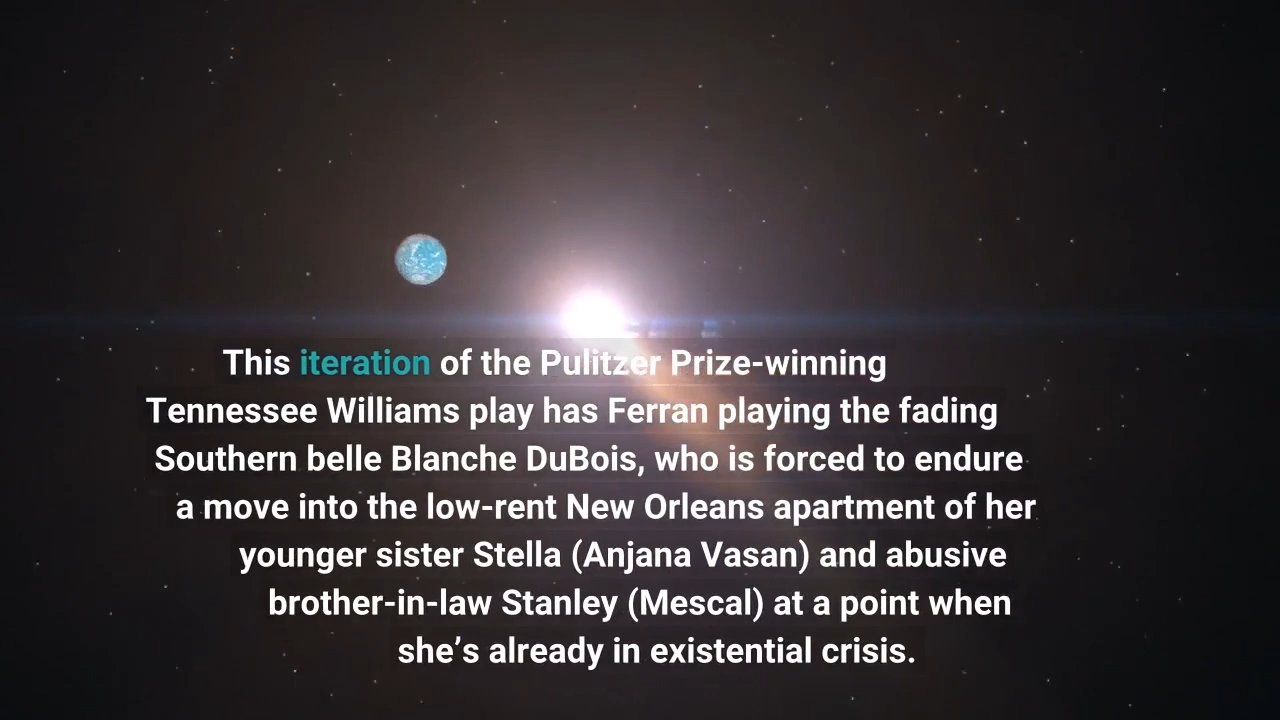 This iteration of the Pulitzer Prize-winning
Tennessee Williams play has Ferran playing the fading
Southern belle Blanche DuBois, who is forced to endure
a move into the low-rent New Orleans apartment of her
younger sister Stella (Anjana Vasan) and abusive
brother-in-law Stanley (Mescal) at a point when
she’s already in existential crisis.